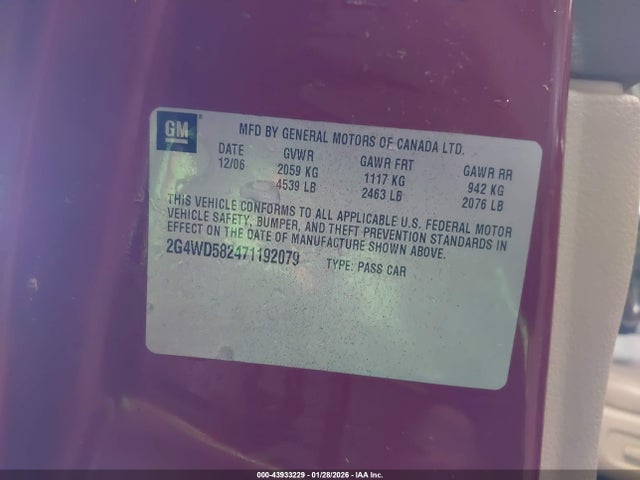 GM
MFD BY GENERAL MOTORS OF CANADA LTD.
DATE GVWR GAWR FRT GAWR RR
12/06 2059 KG 1117 KG 942 KG
4539 LB 2463 LB 2076 LB
THIS VEHICLE CONFORMS TO ALL APPLICABLE U.S. FEDERAL MOTOR
VEHICLE SAFETY, BUMPER, AND THEFT PREVENTION STANDARDS IN
EFFECT ON THE DATE OF MANUFACTURE SHOWN ABOVE.
2G4WD582471192079 TYPE: PASS CAR
000-43933229 - 01/28/2026 - IAA Inc.